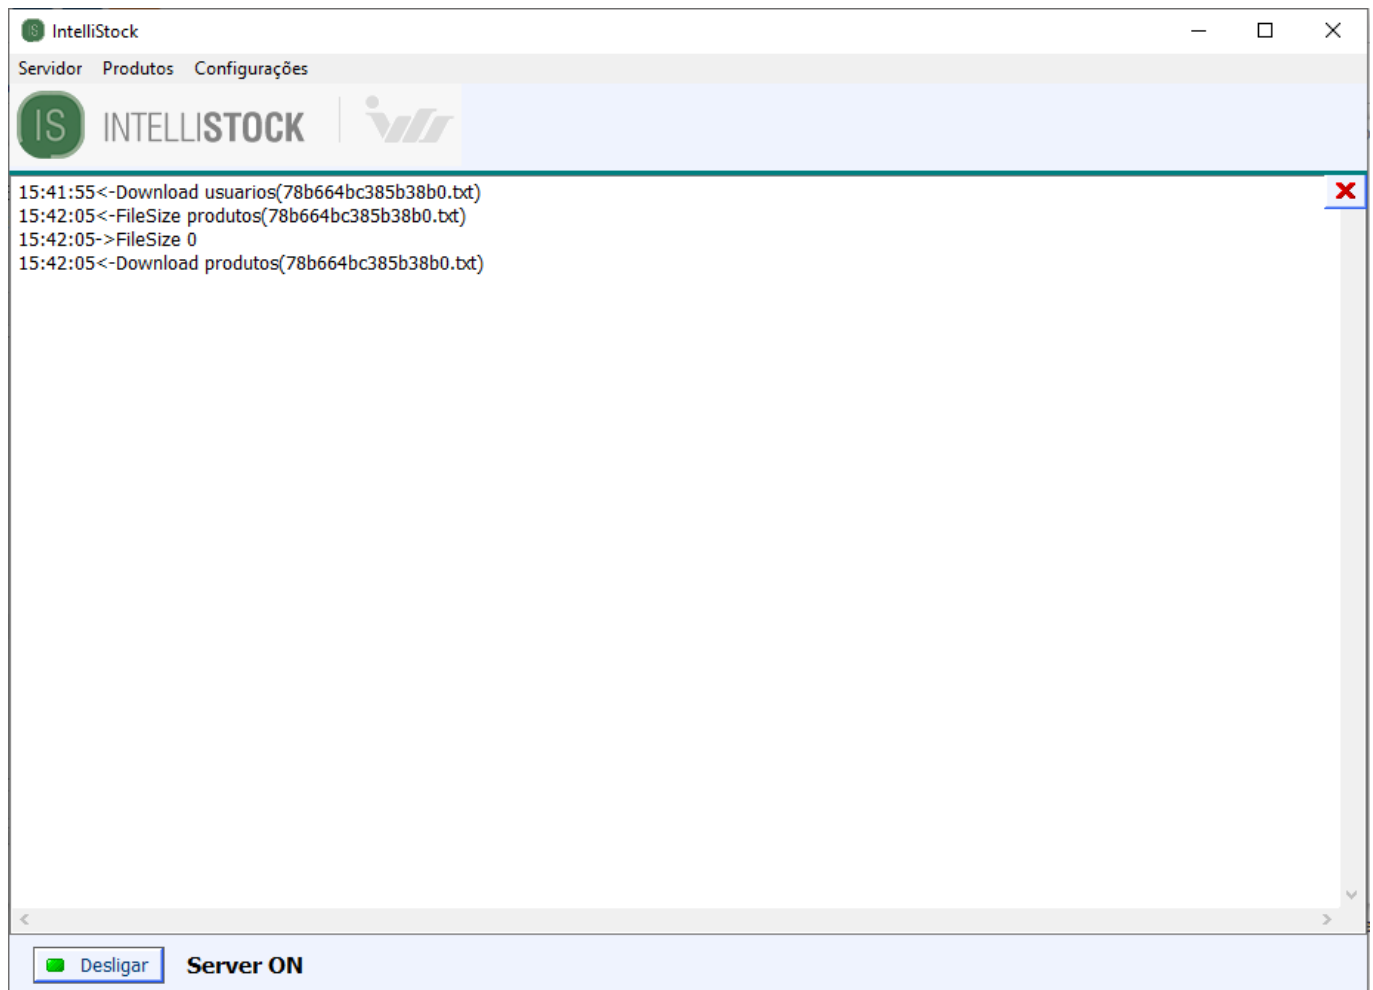 IntelliStock
Servidor Produtos Configurações
IS INTELLISTOCK iws
15:41:55<-Download usuarios(78b664bc385b38b0.txt)
15:42:05<-FileSize produtos(78b664bc385b38b0.txt)
15:42:05->FileSize 0
15:42:05<-Download produtos(78b664bc385b38b0.txt)
Desligar Server ON